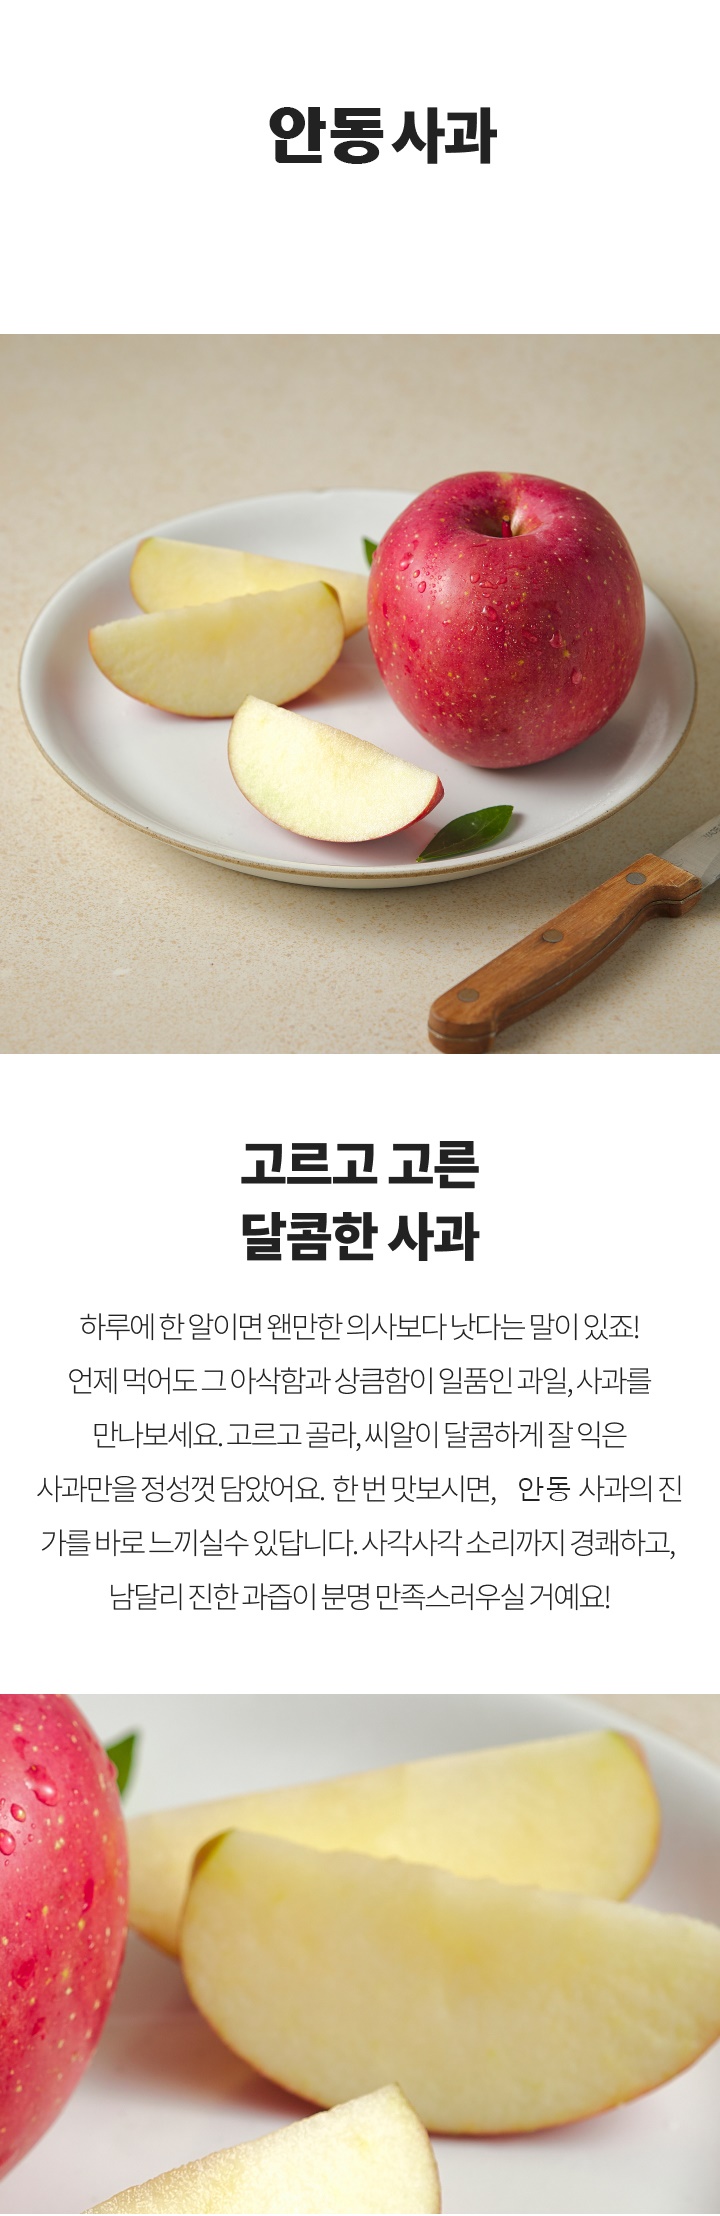 안동 사과
고르고 고른
달콤한 사과
하루에 한 알이면 웬만한 의사보다 낫다는 말이 있죠!
언제 먹어도 그 아삭함과 상큼함이 일품인 과일, 사과를
만나보세요. 고르고 골라, 씨알이 달콤하게 잘 익은
사과만을 정성껏 담았어요. 한 번 맛보시면, 안동 사과의 진
가를 바로 느끼실수 있답니다. 사각사각 소리까지 경쾌하고,
남달리 진한 과즙이 분명 만족스러우실 거예요!